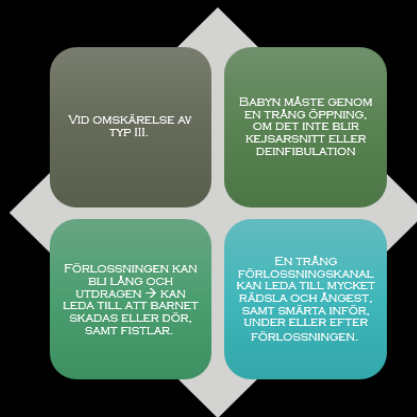 Vid omskärelse av
typ III.
Babyn måste genom
en trång öppning,
om det inte blir
kejsarsnitt eller
deinfibulation
Förlossningen kan
bli lång och
utdragen → kan
leda till att barnet
skadas eller dör,
samt fistlar.
En trång
förlossningskanal
kan leda till mycket
rädsla och ångest,
samt smärta inför,
under eller efter
förlossningen.